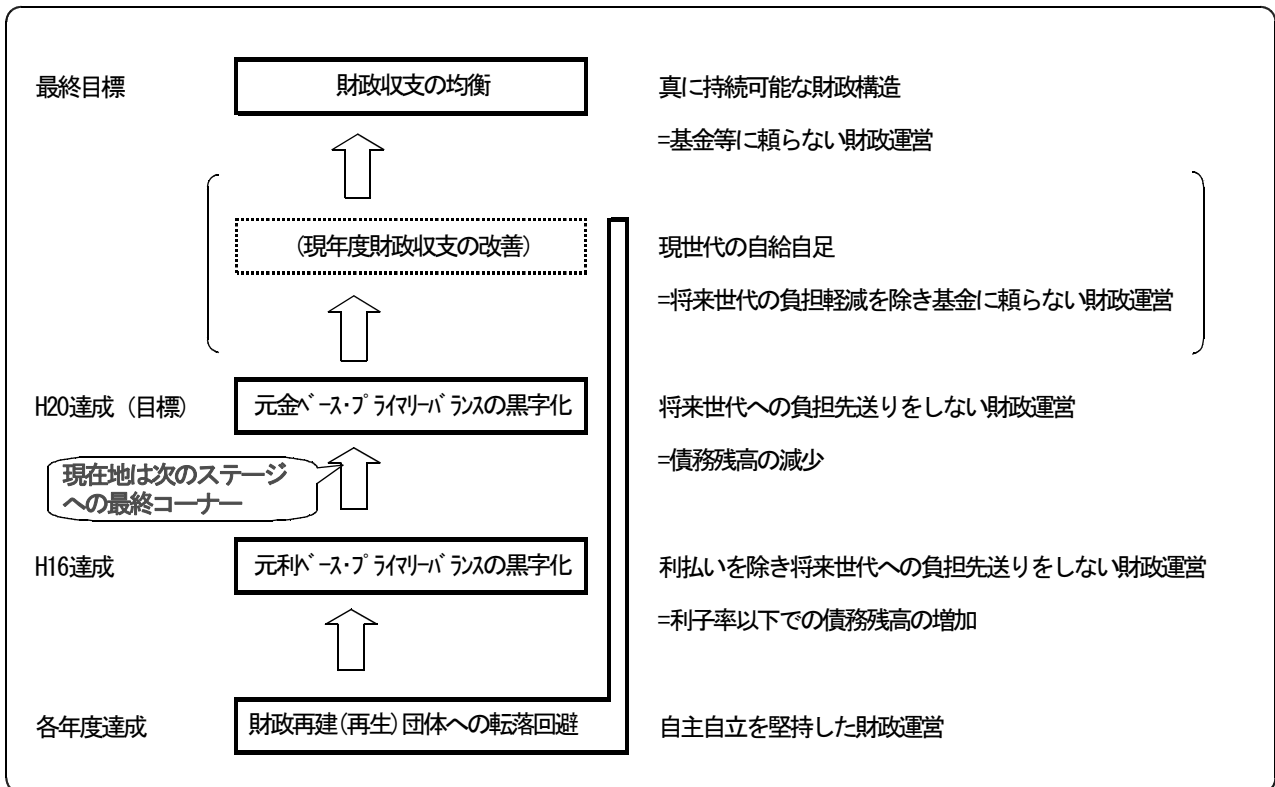 最終目標 財政収支の均衡 真に持続可能な財政構造
=基金等に頼らない財政運営
(現年度財政収支の改善) 現世代の自給自足
=将来世代の負担軽減を除き基金に頼らない財政運営
H20達成 (目標) 元金ﾍﾞｰｽ･ﾌﾟﾗｲﾏﾘｰﾊﾞﾗﾝｽの黒字化 将来世代への負担先送りをしない財政運営
=債務残高の減少
現在地は次のステージ
への最終コーナー
H16達成 元利ﾍﾞｰｽ･ﾌﾟﾗｲﾏﾘｰﾊﾞﾗﾝｽの黒字化 利払いを除き将来世代への負担先送りをしない財政運営
=利子率以下での債務残高の増加
各年度達成 財政再建(再生)団体への転落回避 自主自立を堅持した財政運営